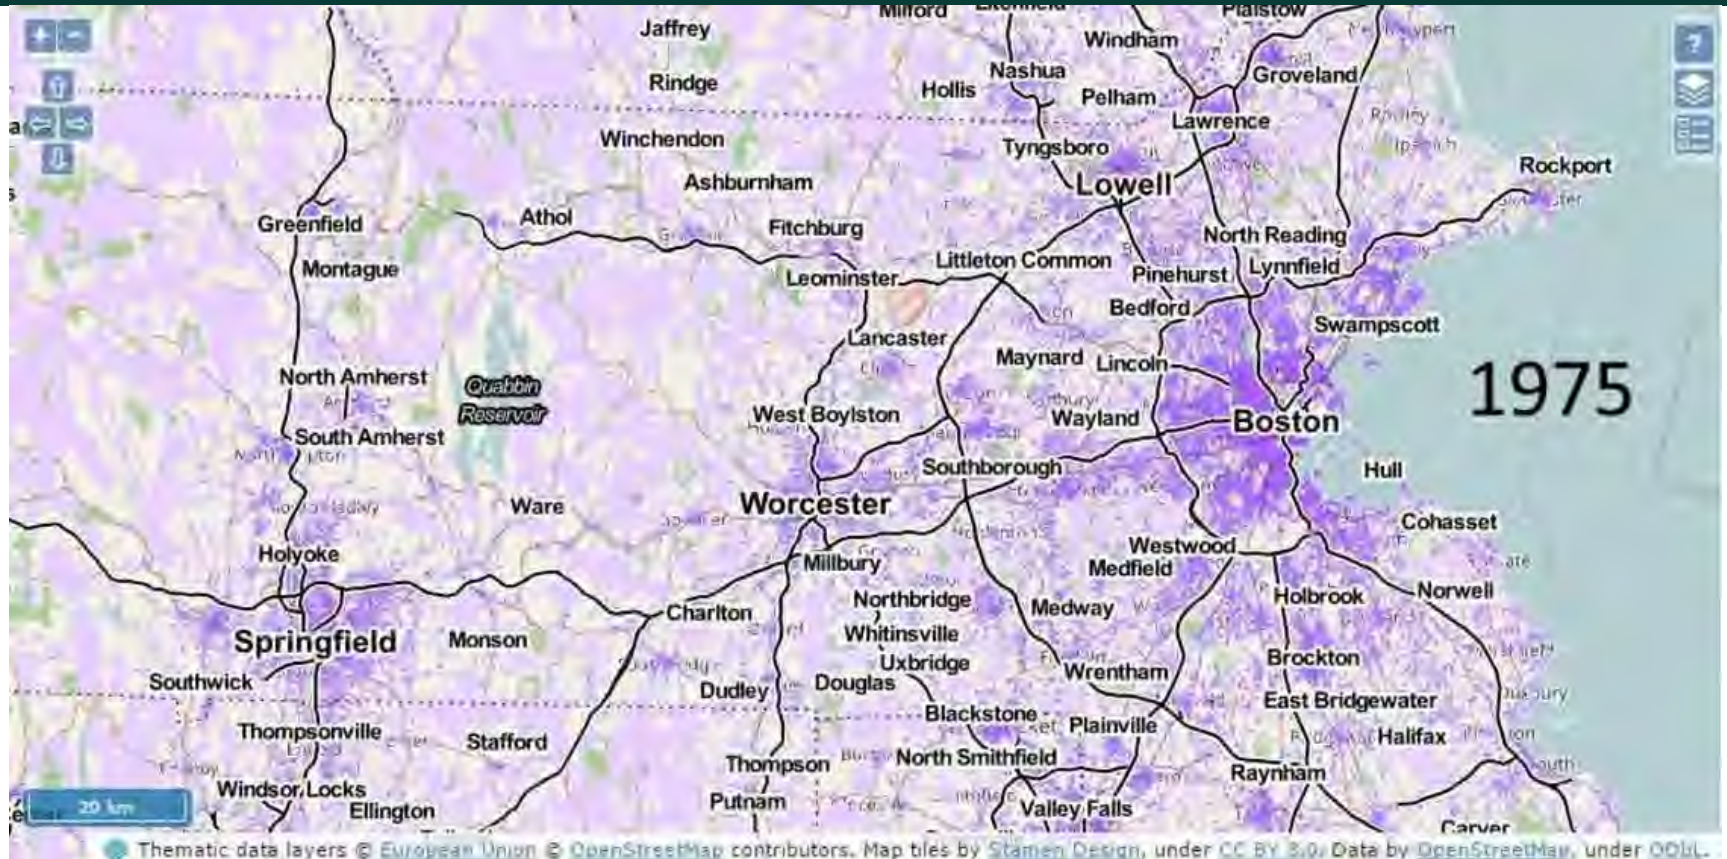 Milford
Plaistow
Jaffrey
Windham
Nashua
Groveland
Rindge
Hollis
Pelham
Lawrence
Winchendon
Tyngsboro
Rockport
Ashburnham
Lowell
Greenfield
Athol
Fitchburg
North Reading
Montague
Littleton Common
Leominster
Pinehurst
Lynnfield
Bedford
Lancaster
Swampscott
Maynard
Lincoln
North Amherst
Quabbin
Reservoir
1975
West Boylston
Wayland
Boston
South Amherst
Southborough
Hull
Worcester
Ware
Cohasset
Holyoke
Millbury
Westwood
Medfield
Charlton
Northbridge
Medway
Holbrook
Norwell
Springfield
Monson
Whitinsville
Uxbridge
Wrentham
Brockton
Southwick
Dudley
Douglas
East Bridgewater
Thompsonville
Stafford
Blackstone
Plainville
Halifax
Thompson
North Smithfield
Raynham
Windsor Locks
Ellington
Putnam
Valley Falls
Carver
20 km
?
Thematic data layers © European Union © OpenStreetMap contributors. Map tiles by Stamen Design, under CC BY 3.0. Data by OpenStreetMap, under ODbL.